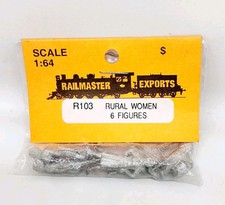 SCALE
1:64
$
RAILMASTER EXPORTS
R103 RURAL WOMEN
6 FIGURES